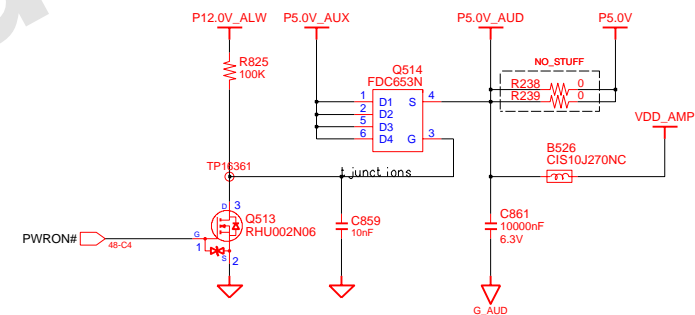 P12.0V_ALW
P5.0V_AUX
P5.0V_AUD
P5.0V
R825
100K
Q514
FDC653N
NO_STUFF
R238
0
R239
0
1
D1
S
4
2
D2
5
D3
6
D4
G
3
VDD_AMP
B526
CIS10J270NC
TP16361
t junctions
D
3
Q513
RHU002N06
G
1
S
2
PWRON#
48-C4
C859
10nF
C861
10000nF
6.3V
G_AUD